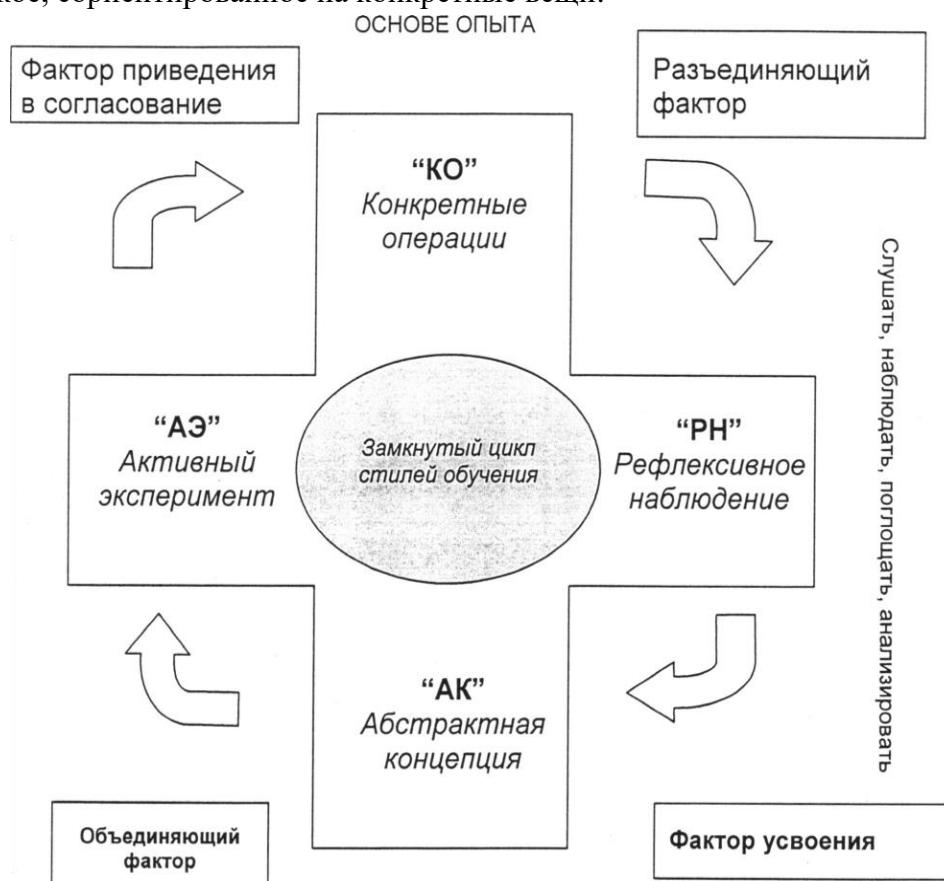 кое, сориентированное на конкретные вещи.
ОСНОВЕ ОПЫТА
Фактор приведения
в согласование
Разъединяющий
фактор
“КО”
Конкретные
операции
“АЭ”
Активный
эксперимент
Замкнутый цикл
стилей обучения
“РН”
Рефлексивное
наблюдение
Слушать, наблюдать, поглощать, анализировать
“АК”
Абстрактная
концепция
Объединяющий
фактор
Фактор усвоения